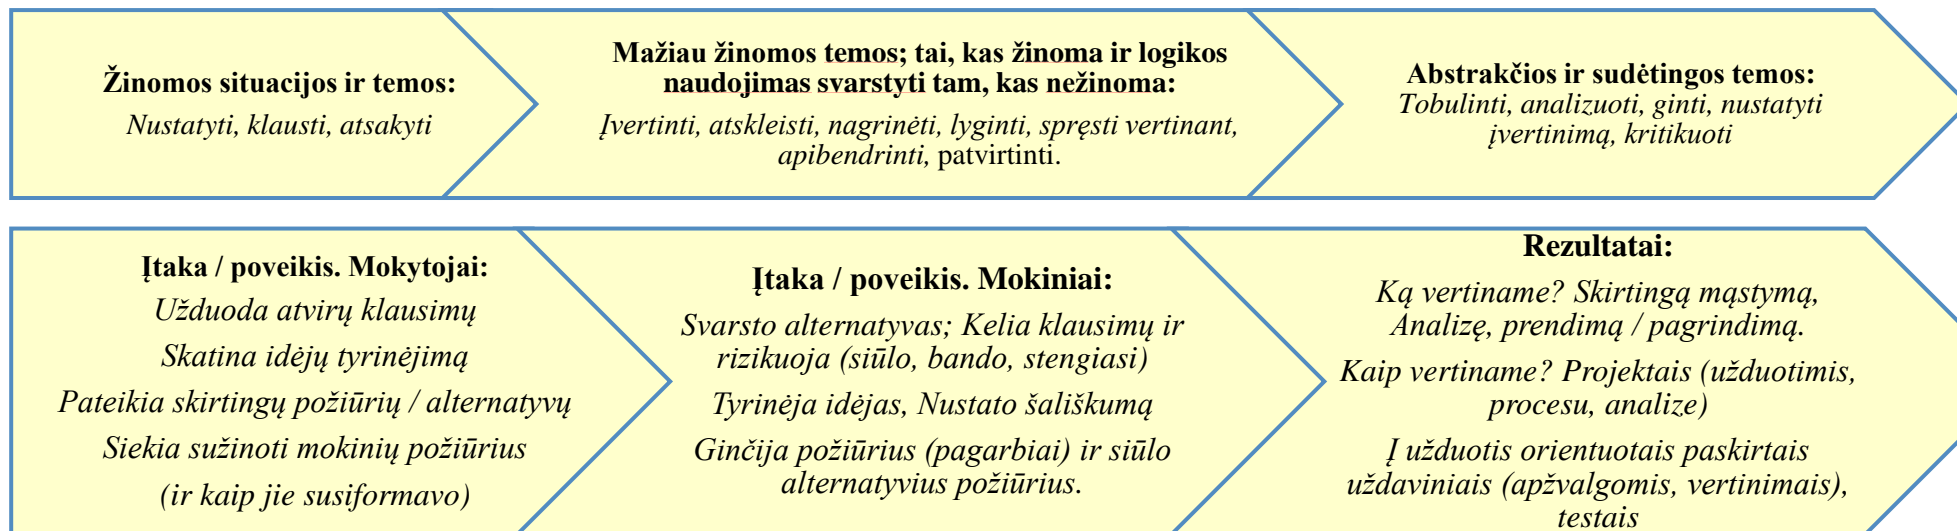 Žinomos situacijos ir temos:
Nustatyti, klausti, atsakyti
Mažiau žinomos temos; tai, kas žinoma ir logikos
naudojimas svarstyti tam, kas nežinoma:
Įvertinti, atskleisti, nagrinėti, lyginti, spręsti vertinant,
apibendrinti, patvirtinti.
Abstrakčios ir sudėtingos temos:
Tobulinti, analizuoti, ginti, nustatyti
įvertinimą, kritikuoti
Įtaka / poveikis. Mokytojai:
Užduoda atvirų klausimų
Skatina idėjų tyrinėjimą
Pateikia skirtingų požiūrių / alternatyvų
Siekia sužinoti mokinių požiūrius
(ir kaip jie susiformavo)
Įtaka / poveikis. Mokiniai:
Svarsto alternatyvas; Kelia klausimų ir
rizikuoja (siūlo, bando, stengiasi)
Tyrinėja idėjas, Nustato šališkumą
Ginčija požiūrius (pagarbiai) ir siūlo
alternatyvius požiūrius.
Rezultatai:
Ką vertiname? Skirtingą mąstymą,
Analizę, prendimą / pagrindimą.
Kaip vertiname? Projektais (užduotimis,
procesu, analize)
Į užduotis orientuotais paskirtais
uždaviniais (apžvalgomis, vertinimais),
testais